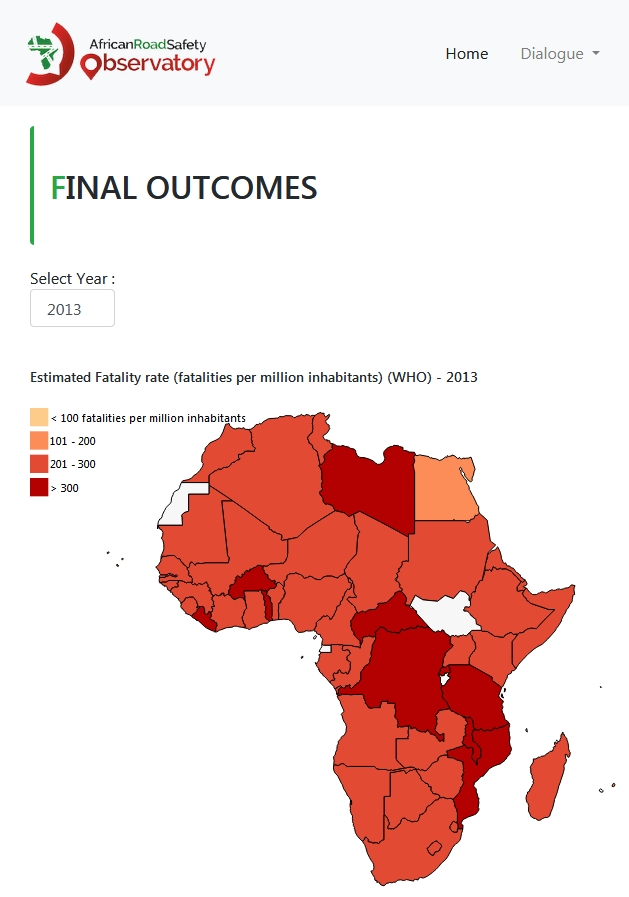 AfricanRoadSafety
Observatory
Home
Dialogue
FINAL OUTCOMES
Select Year :
2013
Estimated Fatality rate (fatalities per million inhabitants) (WHO) - 2013
< 100 fatalities per million inhabitants
101 - 200
201 - 300
> 300